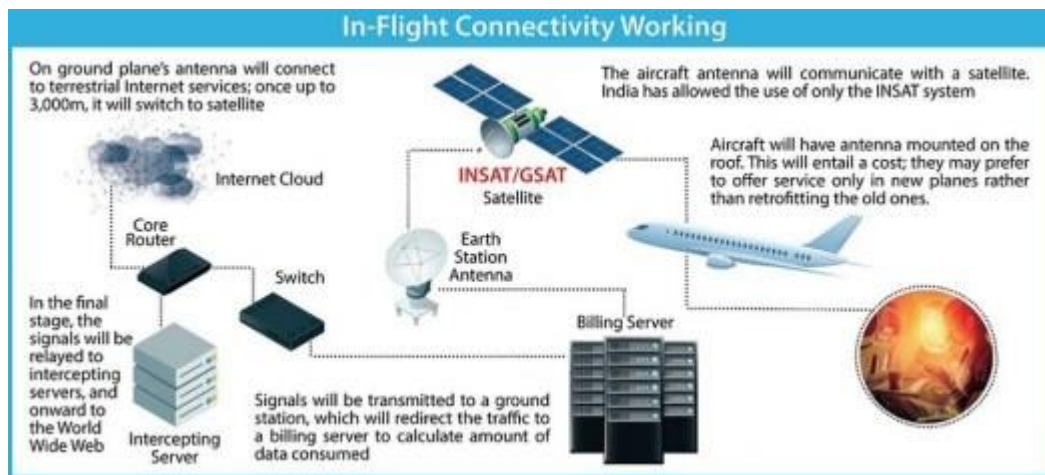 In-Flight Connectivity Working
On ground plane's antenna will connect
to terrestrial Internet services; once up to
3,000m, it will switch to satellite
The aircraft antenna will communicate with a satellite.
India has allowed the use of only the INSAT system
Aircraft will have antenna mounted on the
roof. This will entail a cost; they may prefer
to offer service only in new planes rather
than retrofitting the old ones.
Internet Cloud
INSAT/GSAT
Satellite
Core
Router
Earth
Station
Antenna
Switch
In the final
stage, the
signals will be
relayed to
intercepting
servers, and
onward to
the World
Wide Web
Billing Server
Intercepting
Server
Signals will be transmitted to a ground
station, which will redirect the traffic to
a billing server to calculate amount of
data consumed